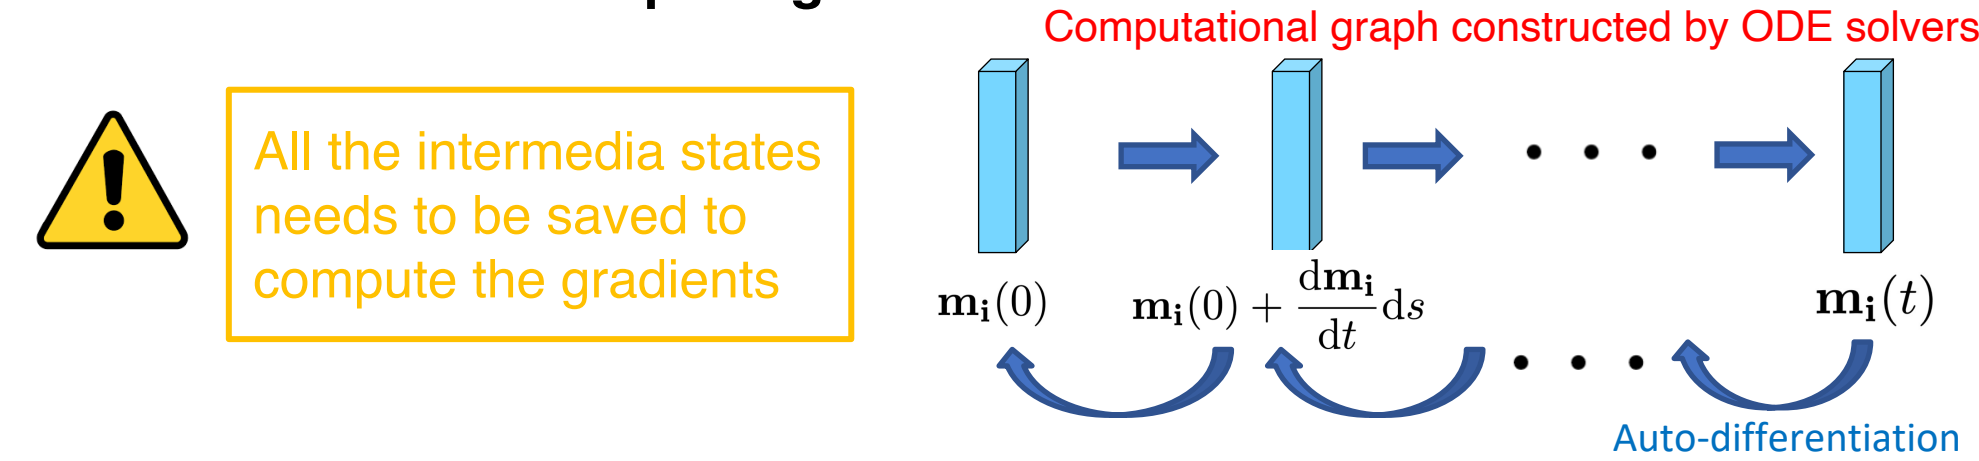 Computational graph constructed by ODE solvers
All the intermedia states
needs to be saved to
compute the gradients
𝐦ᵢ(0)
𝐦ᵢ(0) + d𝐦ᵢ/dt ds
𝐦ᵢ(t)
Auto-differentiation